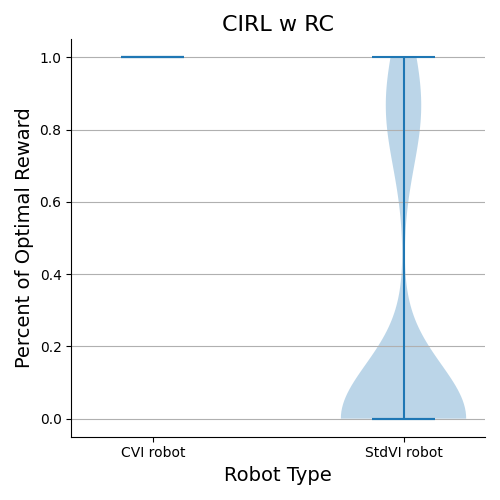 CIRL w RC
Percent of Optimal Reward
1.0
0.8
0.6
0.4
0.2
0.0
CVI robot
StdVI robot
Robot Type